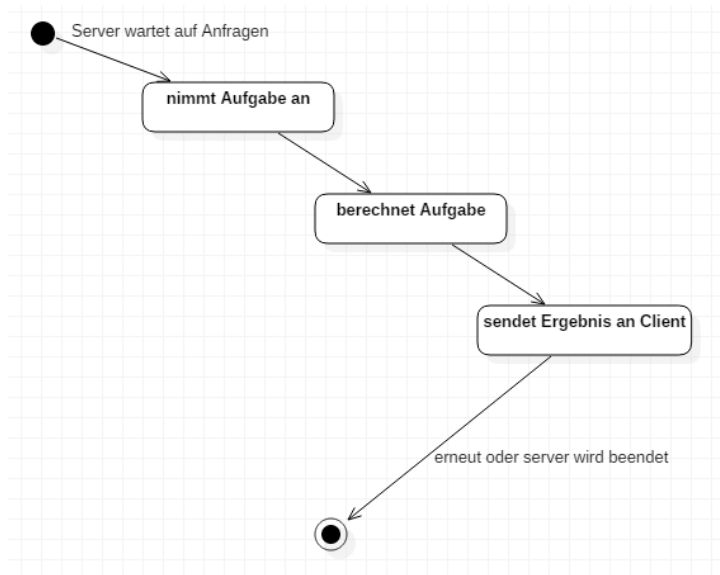 Server wartet auf Anfragen
nimmt Aufgabe an
berechnet Aufgabe
sendet Ergebnis an Client
erneut oder server wird beendet